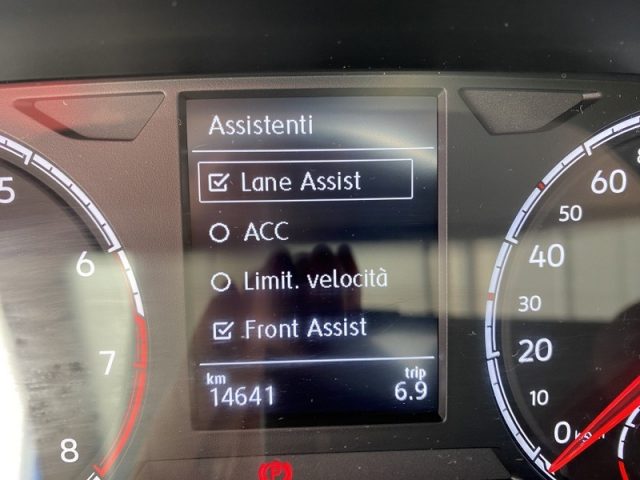 Assistenti
Lane Assist
ACC
Limit. velocità
Front Assist
km
14641
trip
6.9
5
6
7
8
60
50
40
30
20
10
0
P